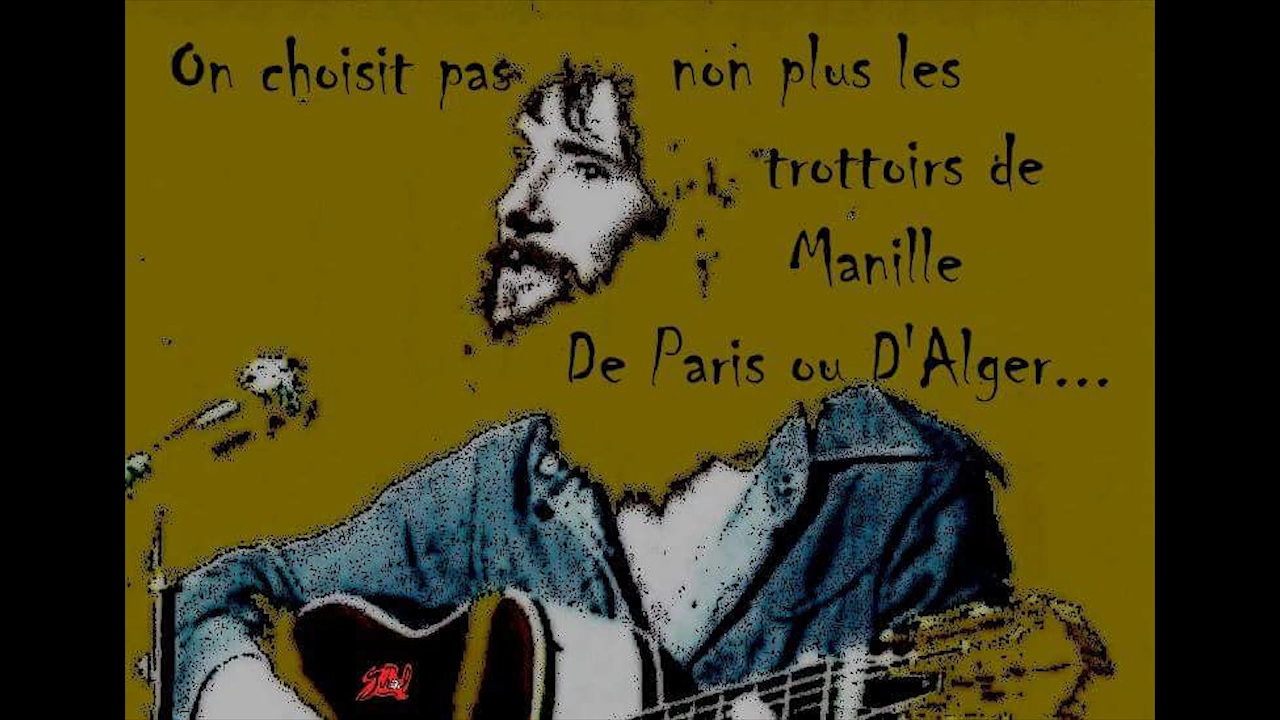 On choisit pas non plus les
trottoirs de
Manille
De Paris ou D'Alger...